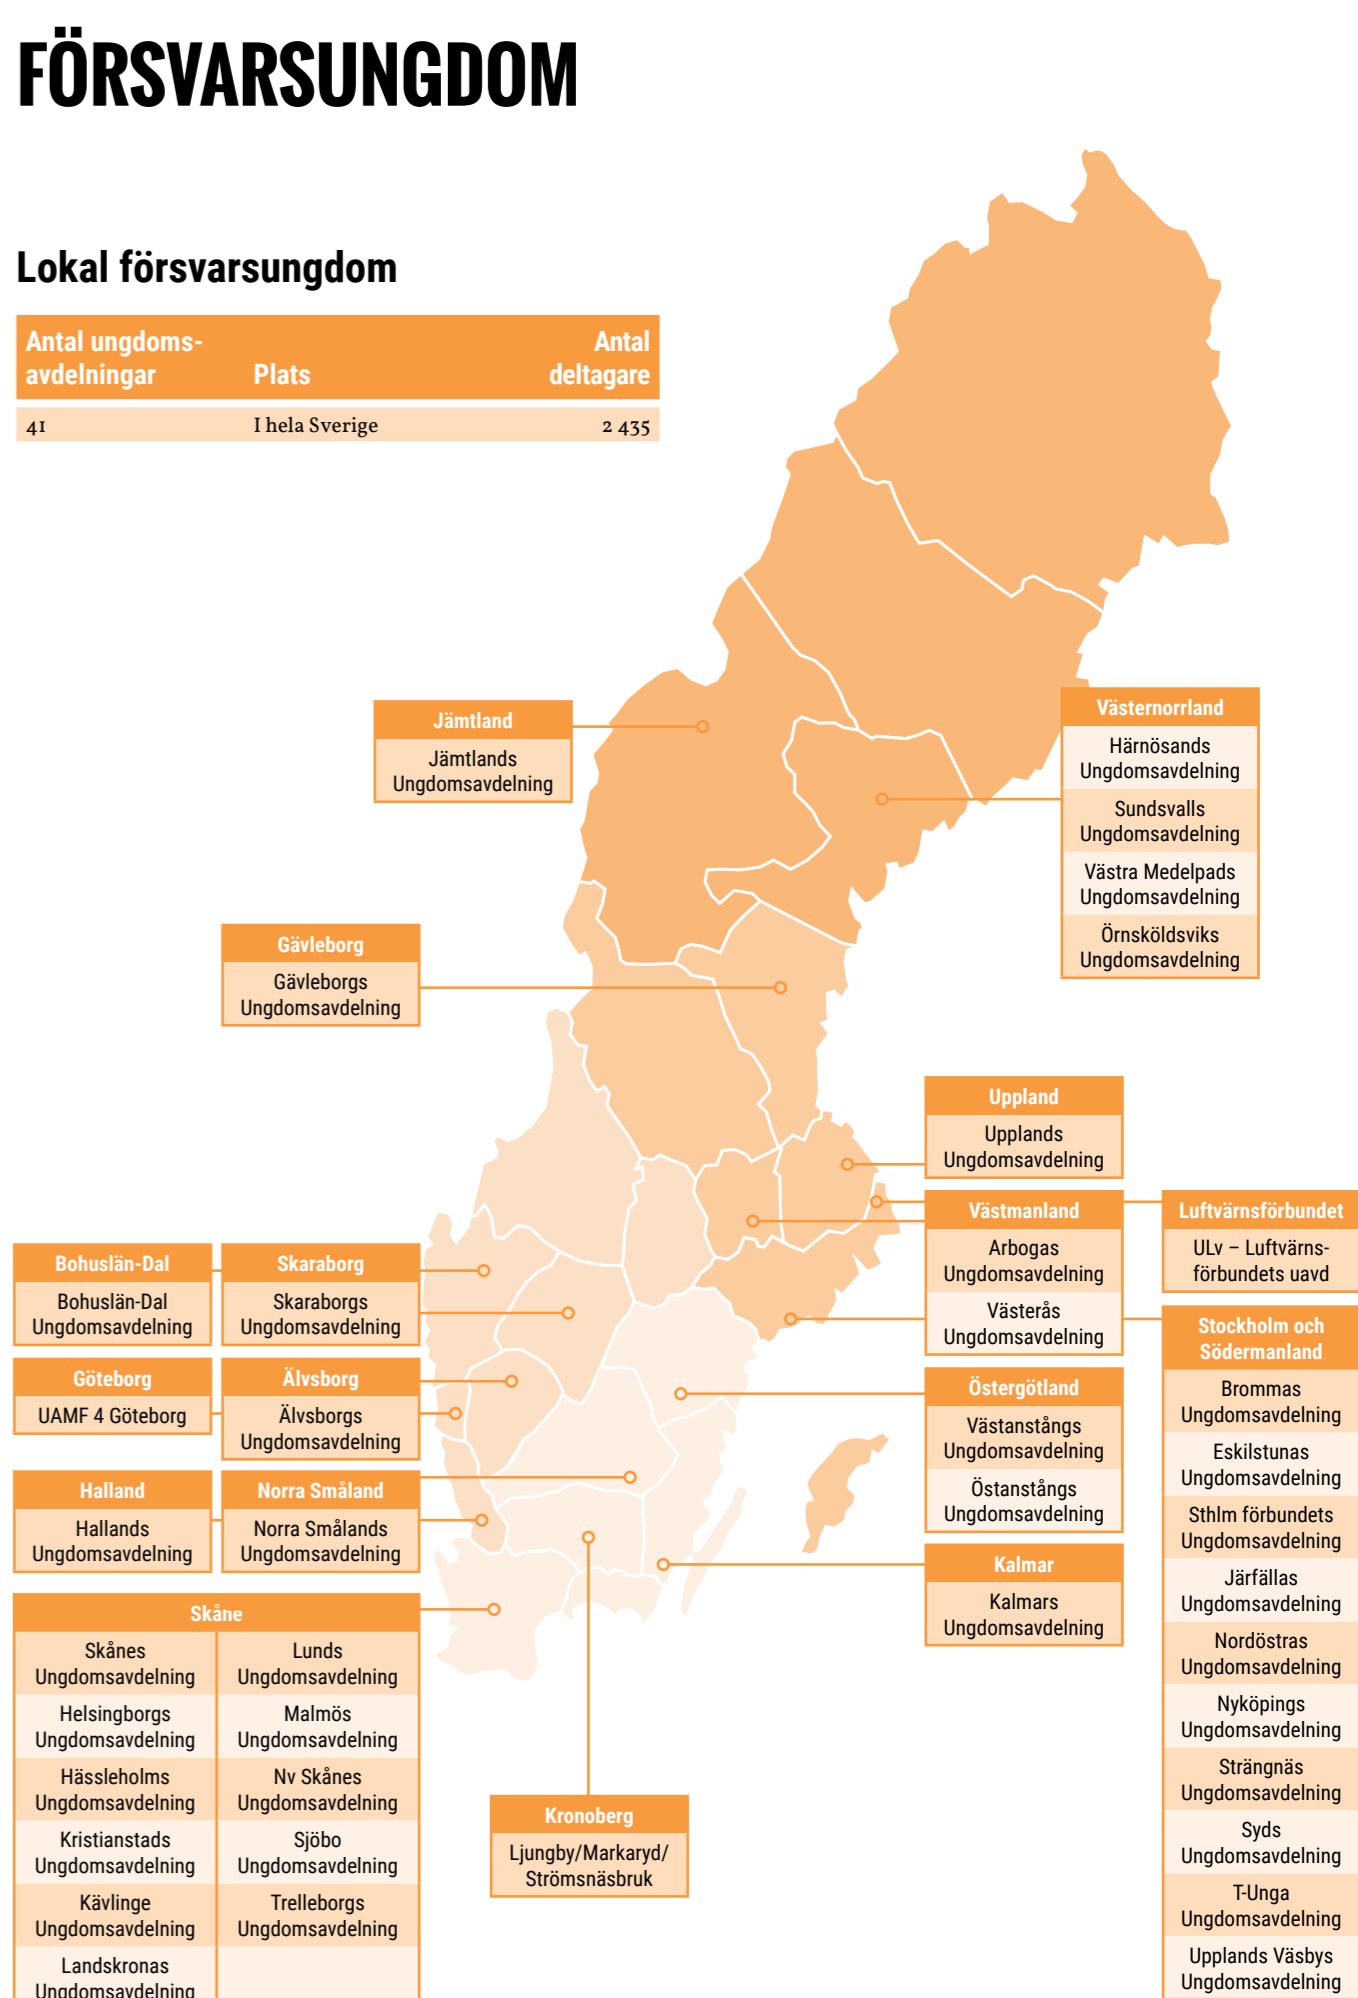 FÖRSVARSUNGDOM
Lokal försvarsungdom
Antal ungdoms-
avdelningar
Plats
Antal
deltagare
41
I hela Sverige
2 435
Jämtland
Jämtlands
Ungdomsavdelning
Västernorrland
Härnösands
Ungdomsavdelning
Sundsvalls
Ungdomsavdelning
Västra Medelpads
Ungdomsavdelning
Örnsköldsviks
Ungdomsavdelning
Gävleborg
Gävleborgs
Ungdomsavdelning
Uppland
Upplands
Ungdomsavdelning
Västmanland
Arbogas
Ungdomsavdelning
Västerås
Ungdomsavdelning
Luftvärnsförbundet
ULv – Luftvärns-
förbundets uavd
Bohuslän-Dal
Bohuslän-Dal
Ungdomsavdelning
Skaraborg
Skaraborgs
Ungdomsavdelning
Göteborg
UAMF 4 Göteborg
Älvsborg
Älvsborgs
Ungdomsavdelning
Halland
Hallands
Ungdomsavdelning
Norra Småland
Norra Smålands
Ungdomsavdelning
Östergötland
Västanstångs
Ungdomsavdelning
Östanstångs
Ungdomsavdelning
Kalmar
Kalmars
Ungdomsavdelning
Stockholm och
Södermanland
Brommas
Ungdomsavdelning
Eskilstunas
Ungdomsavdelning
Sthlm förbundets
Ungdomsavdelning
Järfällas
Ungdomsavdelning
Nordöstras
Ungdomsavdelning
Nyköpings
Ungdomsavdelning
Strängnäs
Ungdomsavdelning
Syds
Ungdomsavdelning
T-Unga
Ungdomsavdelning
Upplands Väsbys
Ungdomsavdelning
Skåne
Skånes
Ungdomsavdelning
Helsingborgs
Ungdomsavdelning
Hässleholms
Ungdomsavdelning
Kristianstads
Ungdomsavdelning
Kävlinge
Ungdomsavdelning
Landskronas
Ungdomsavdelning
Lunds
Ungdomsavdelning
Malmös
Ungdomsavdelning
Nv Skånes
Ungdomsavdelning
Sjöbo
Ungdomsavdelning
Trelleborgs
Ungdomsavdelning
Kronoberg
Ljungby/Markaryd/
Strömsnäsbruk